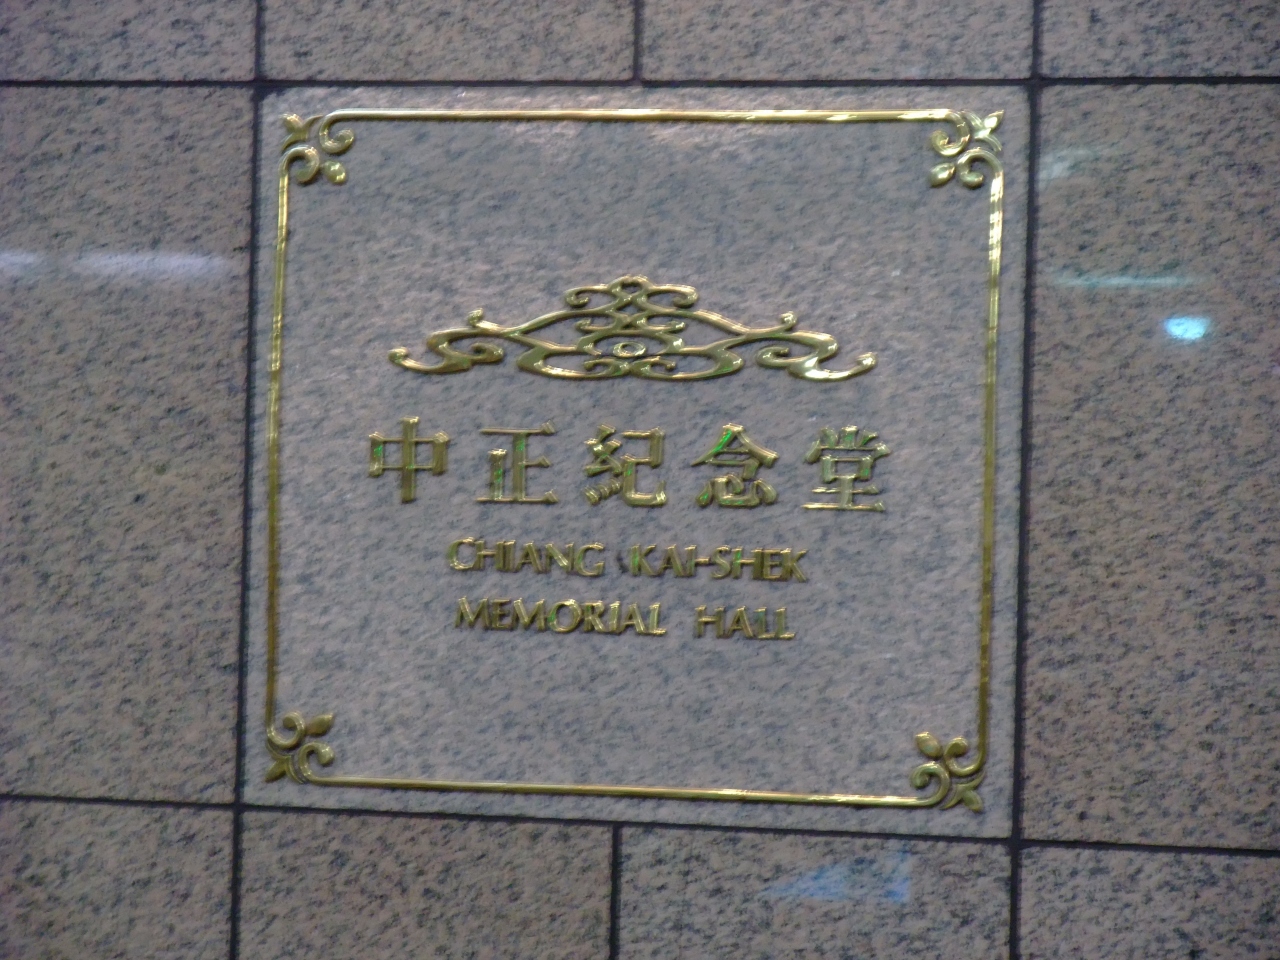 中正紀念堂
CHIANG KAI-SHEK
MEMORIAL HALL